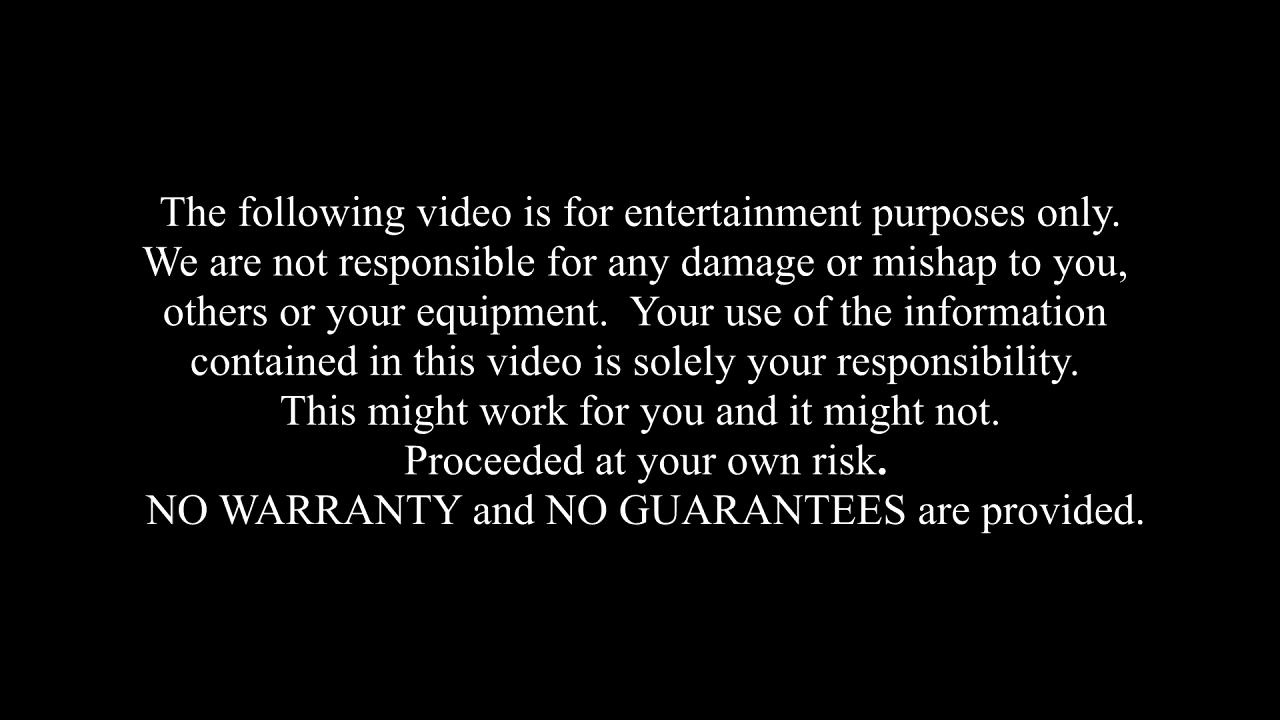 The following video is for entertainment purposes only.
We are not responsible for any damage or mishap to you,
others or your equipment.  Your use of the information
contained in this video is solely your responsibility.
This might work for you and it might not.
Proceeded at your own risk.
NO WARRANTY and NO GUARANTEES are provided.